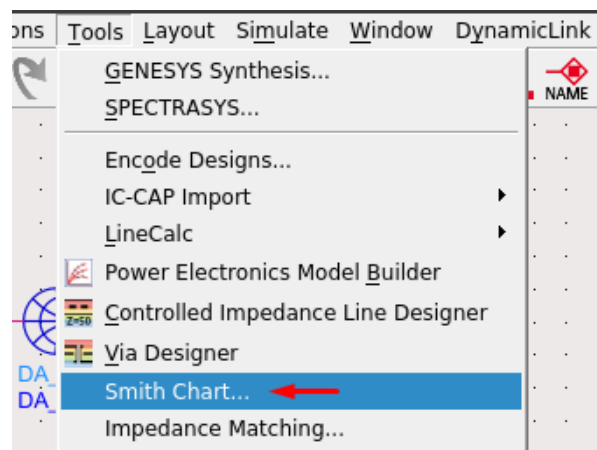 ons Tools Layout Simulate Window DynamicLink
GENESYS Synthesis...
NAME
SPECTRASYS...
Encode Designs...
IC-CAP Import
LineCalc
Power Electronics Model Builder
Z=50 Controlled Impedance Line Designer
Via Designer
DA_
Smith Chart...
DA_
Impedance Matching...